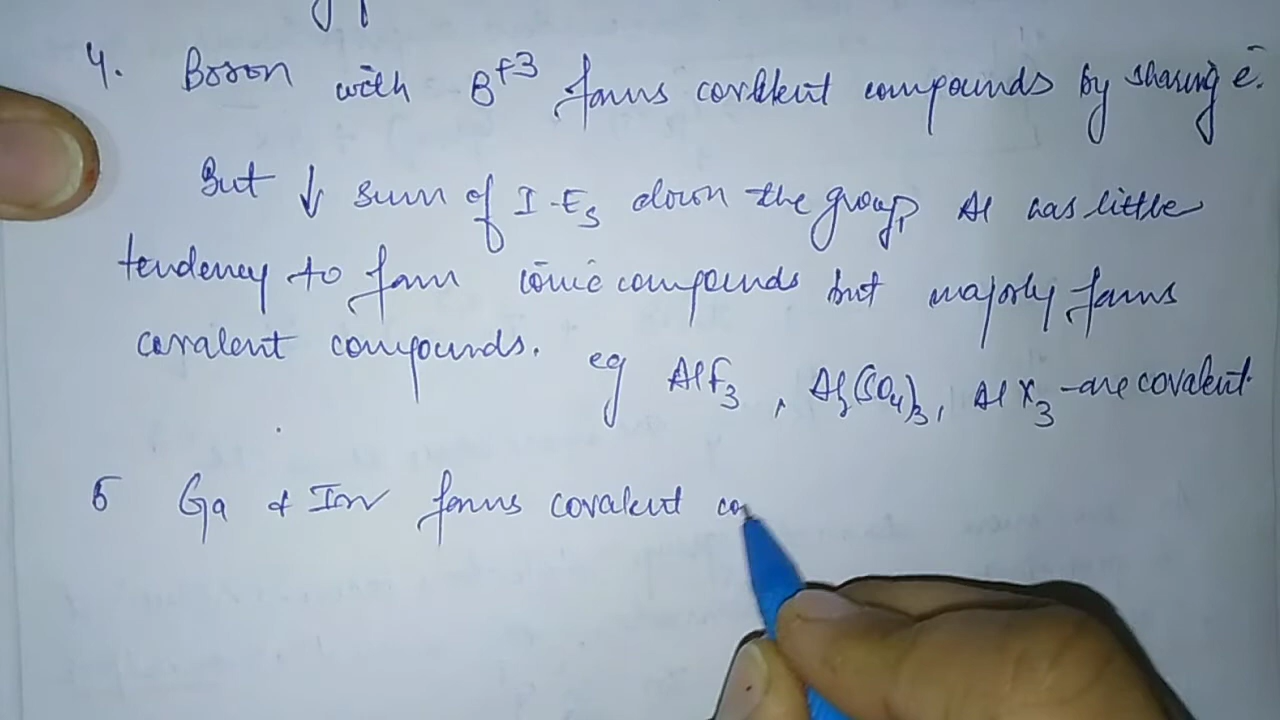 4. Boron with B+3 forms covalent compounds by sharing e-.
But ↓ sum of I.Es down the group, Al has little
tendency to form ionic compounds but majorly forms
covalent compounds. eg AlF3, Al2(SO4)3, AlX3 - are covalent.
5 Ga & In forms covalent co